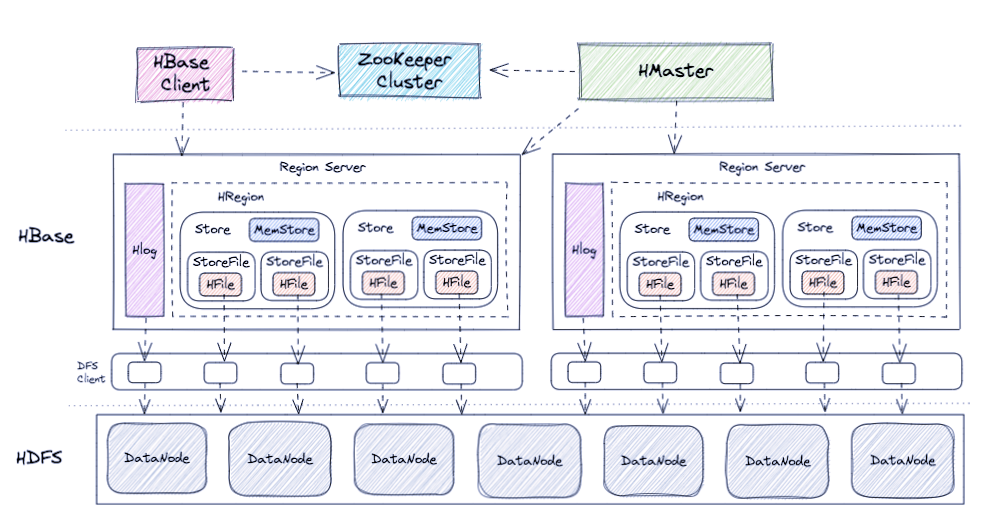 HBase
Client
ZooKeeper
Cluster
HMaster
HBase
Region Server
Hlog
HRegion
Store
MemStore
StoreFile
HFile
StoreFile
HFile
Store
MemStore
StoreFile
HFile
StoreFile
HFile
Region Server
Hlog
HRegion
Store
MemStore
StoreFile
HFile
StoreFile
HFile
Store
MemStore
StoreFile
HFile
StoreFile
HFile
DFS
Client
HDFS
DataNode
DataNode
DataNode
DataNode
DataNode
DataNode
DataNode